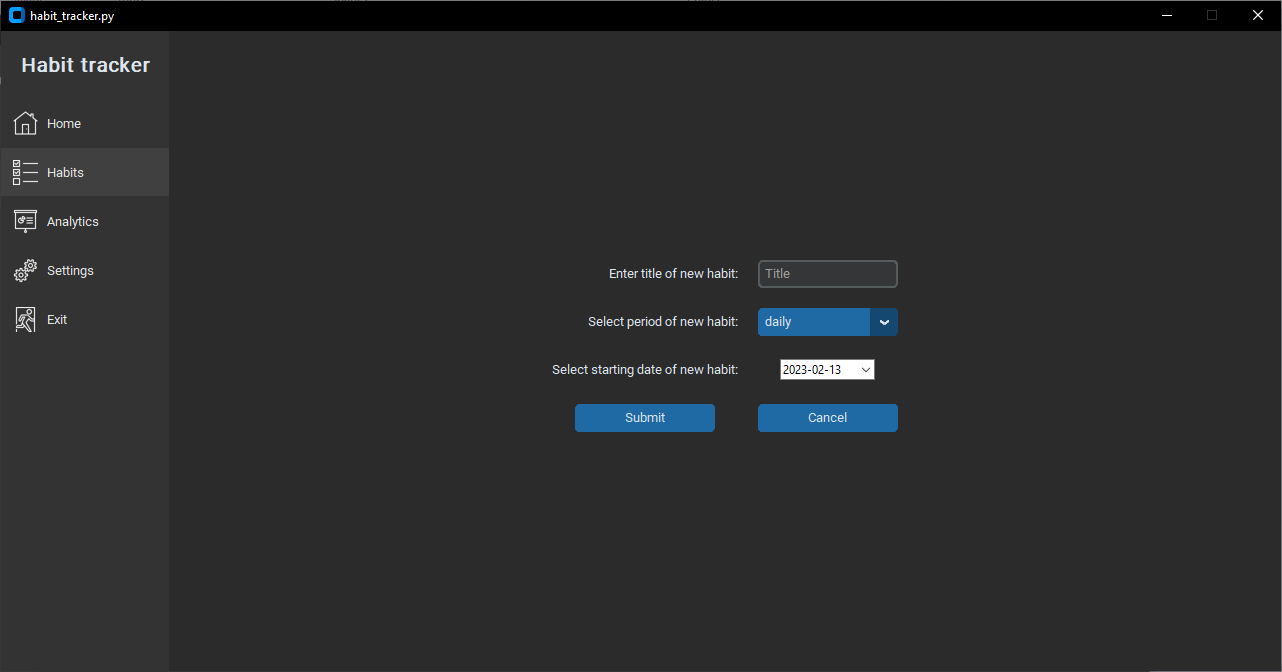 habit_tracker.py
Habit tracker
Home
Habits
Analytics
Settings
Exit
Enter title of new habit: Title
Select period of new habit: daily
Select starting date of new habit: 2023-02-13
Submit Cancel